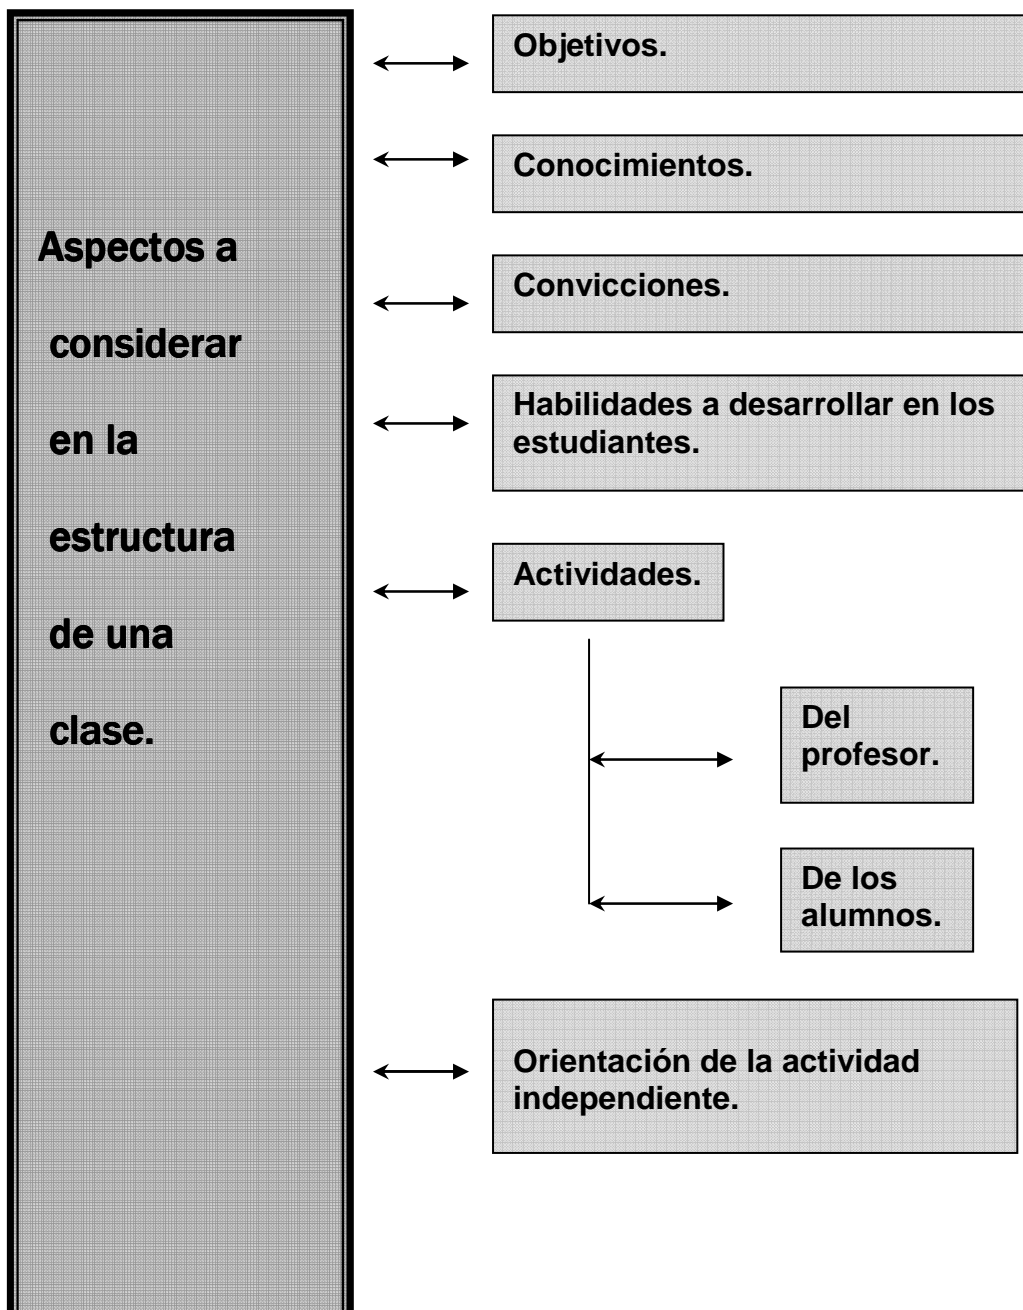 Aspectos a
considerar
en la
estructura
de una
clase.
Objetivos.
Conocimientos.
Convicciones.
Habilidades a desarrollar en los
estudiantes.
Actividades.
Del
profesor.
De los
alumnos.
Orientación de la actividad
independiente.